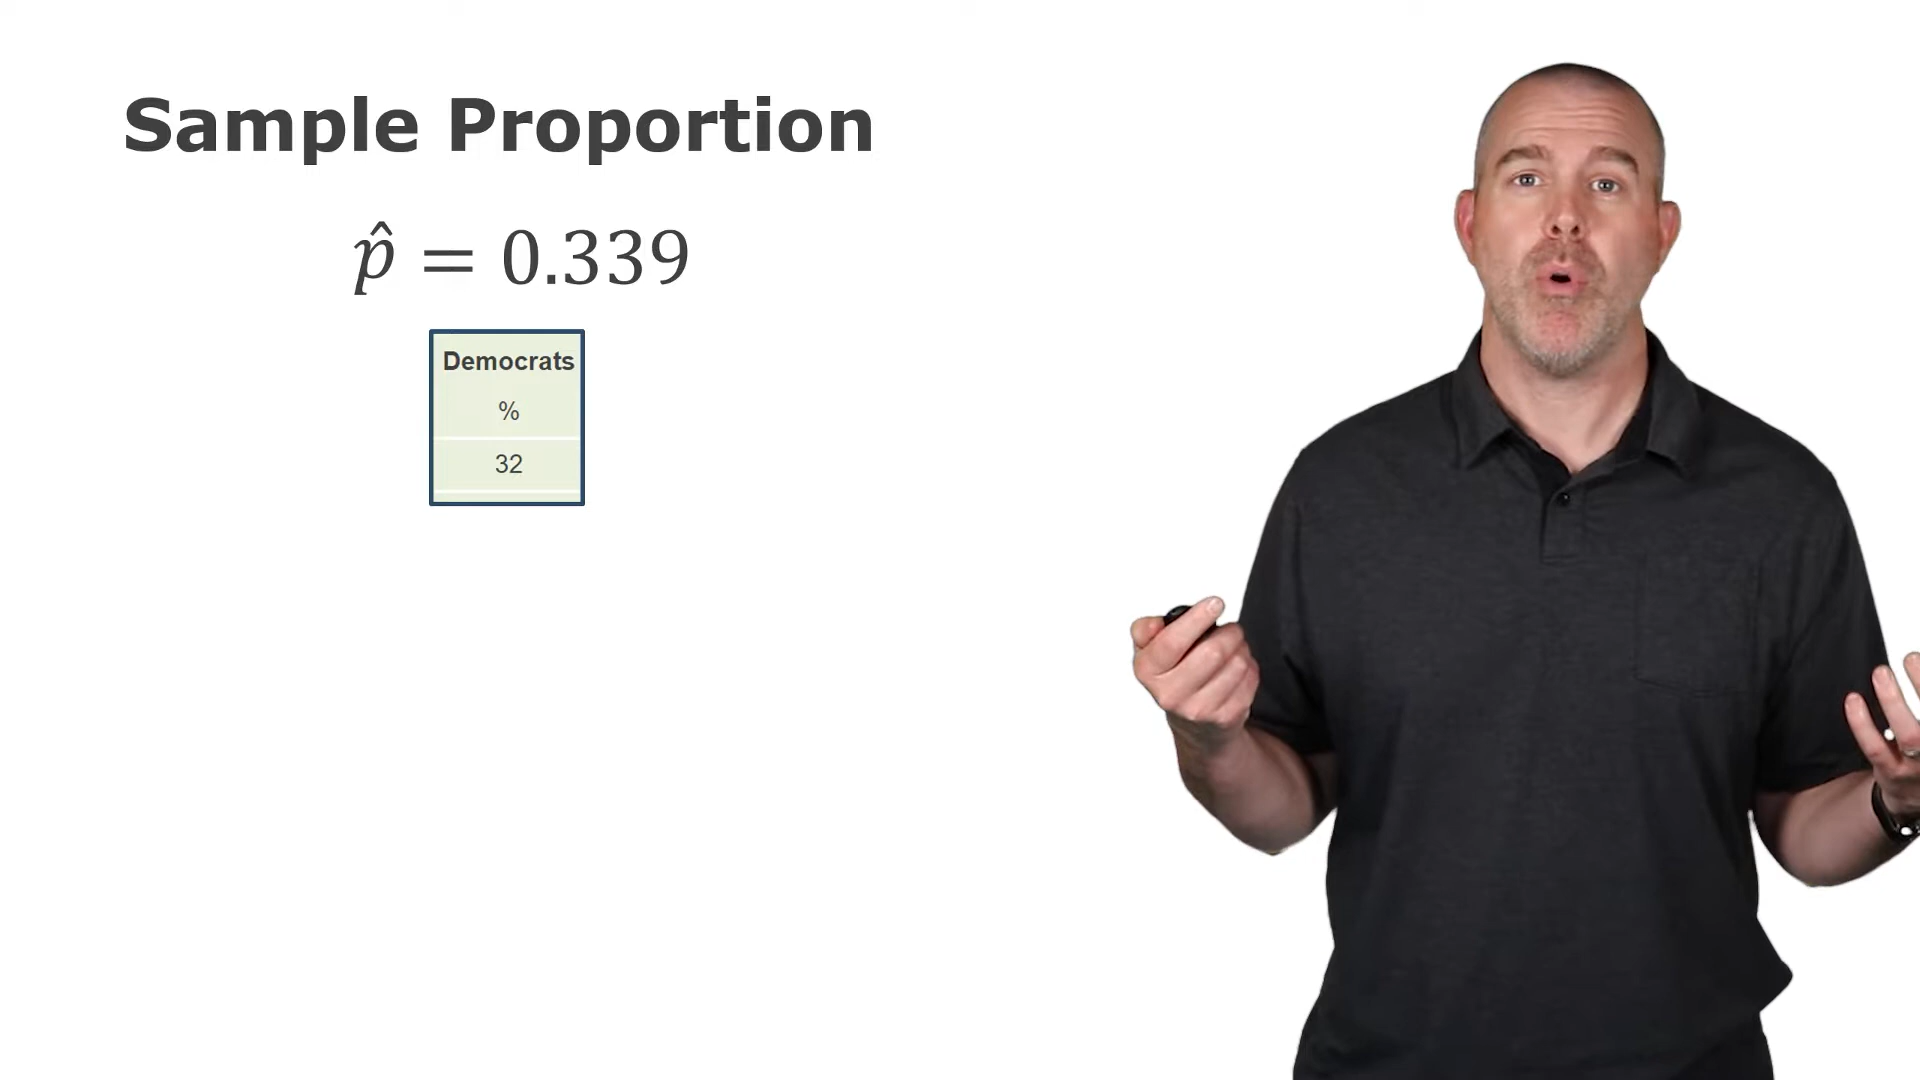 Sample Proportion
p̂ = 0.339
Democrats
%
32